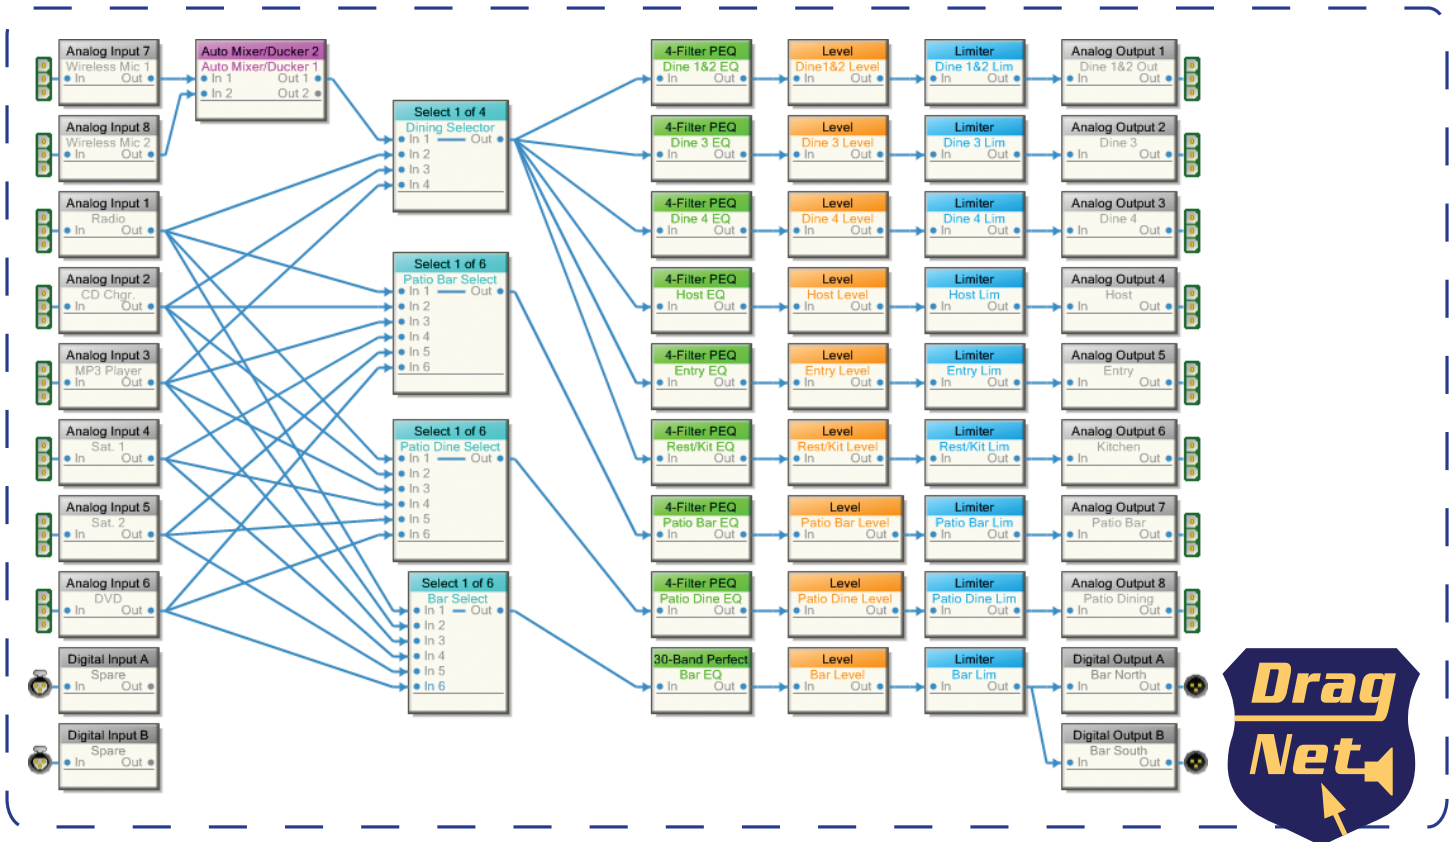 Analog Input 7
Wireless Mic 1
In Out
Auto Mixer/Ducker 2
Auto Mixer/Ducker 1
In 1 Out 1
In 2 Out 2
Analog Input 8
Wireless Mic 2
In Out
Analog Input 1
Radio
In Out
Analog Input 2
CD Chgr.
In Out
Analog Input 3
MP3 Player
In Out
Analog Input 4
Sat. 1
In Out
Analog Input 5
Sat. 2
In Out
Analog Input 6
DVD
In Out
Digital Input A
Spare
In Out
Digital Input B
Spare
In Out
Select 1 of 4
Dining Selector
In 1 Out
In 2
In 3
In 4
Select 1 of 6
Patio Bar Select
In 1 Out
In 2
In 3
In 4
In 5
In 6
Select 1 of 6
Patio Dine Select
In 1 Out
In 2
In 3
In 4
In 5
In 6
Select 1 of 6
Bar Select
In 1 Out
In 2
In 3
In 4
In 5
In 6
4-Filter PEQ
Dine 1&2 EQ
In Out
Level
Dine1&2 Level
In Out
Limiter
Dine 1&2 Lim
In Out
Analog Output 1
Dine 1&2 Out
In Out
4-Filter PEQ
Dine 3 EQ
In Out
Level
Dine 3 Level
In Out
Limiter
Dine 3 Lim
In Out
Analog Output 2
Dine 3
In Out
4-Filter PEQ
Dine 4 EQ
In Out
Level
Dine 4 Level
In Out
Limiter
Dine 4 Lim
In Out
Analog Output 3
Dine 4
In Out
4-Filter PEQ
Host EQ
In Out
Level
Host Level
In Out
Limiter
Host Lim
In Out
Analog Output 4
Host
In Out
4-Filter PEQ
Entry EQ
In Out
Level
Entry Level
In Out
Limiter
Entry Lim
In Out
Analog Output 5
Entry
In Out
4-Filter PEQ
Rest/Kit EQ
In Out
Level
Rest/Kit Level
In Out
Limiter
Rest/Kit Lim
In Out
Analog Output 6
Kitchen
In Out
4-Filter PEQ
Patio Bar EQ
In Out
Level
Patio Bar Level
In Out
Limiter
Patio Bar Lim
In Out
Analog Output 7
Patio Bar
In Out
4-Filter PEQ
Patio Dine EQ
In Out
Level
Patio Dine Level
In Out
Limiter
Patio Dine Lim
In Out
Analog Output 8
Patio Dining
In Out
30-Band Perfect
Bar EQ
In Out
Level
Bar Level
In Out
Limiter
Bar Lim
In Out
Digital Output A
Bar North
In Out
Digital Output B
Bar South
In Out
Drag
Net